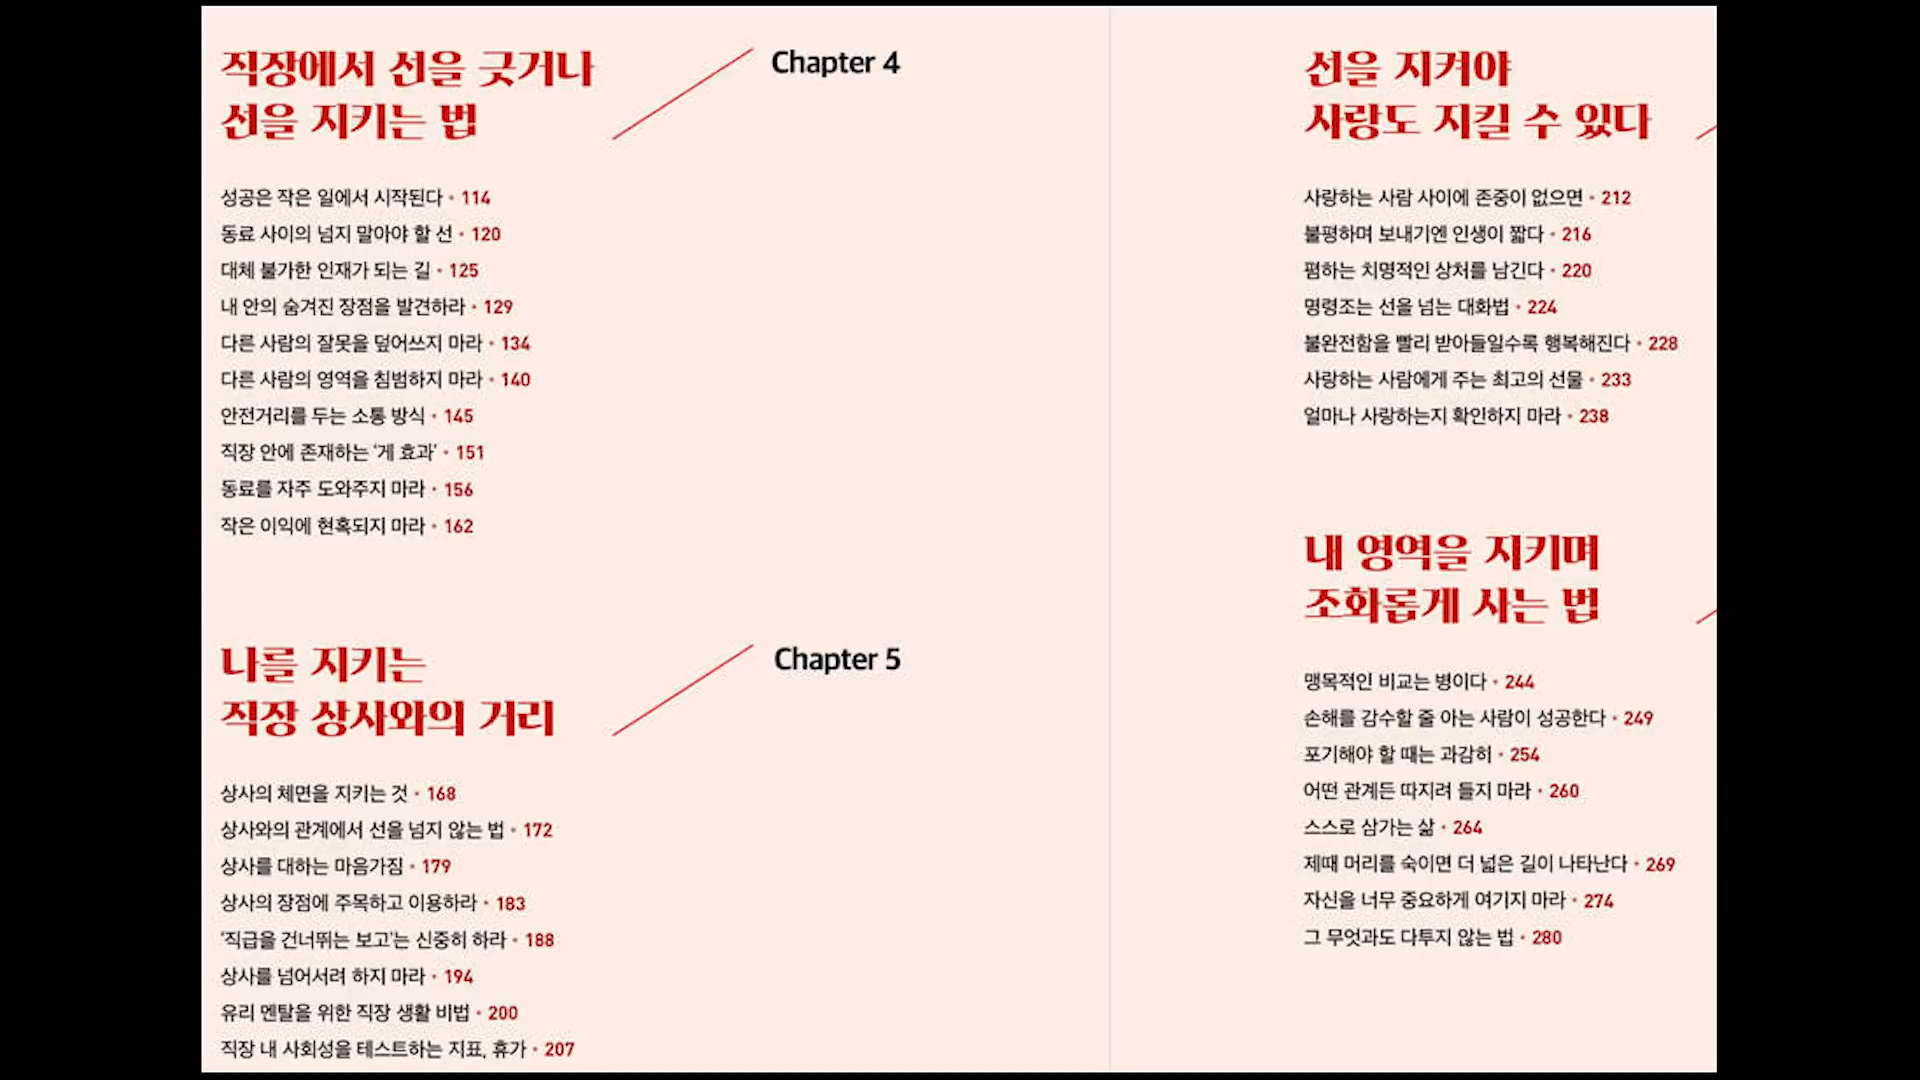 직장에서 선을 긋거나
선을 지키는 법
Chapter 4
성공은 작은 일에서 시작된다 • 114
동료 사이의 넘지 말아야 할 선 • 120
대체 불가한 인재가 되는 길 • 125
내 안의 숨겨진 장점을 발견하라 • 129
다른 사람의 잘못을 덮어쓰지 마라 • 134
다른 사람의 영역을 침범하지 마라 • 140
안전거리를 두는 소통 방식 • 145
직장 안에 존재하는 ‘게 효과’ • 151
동료를 자주 도와주지 마라 • 156
작은 이익에 현혹되지 마라 • 162
나를 지키는
직장 상사와의 거리
Chapter 5
상사의 체면을 지키는 것 • 168
상사와의 관계에서 선을 넘지 않는 법 • 172
상사를 대하는 마음가짐 • 179
상사의 장점에 주목하고 이용하라 • 183
‘직급을 건너뛰는 보고’는 신중히 하라 • 188
상사를 넘어서려 하지 마라 • 194
유리 멘탈을 위한 직장 생활 비법 • 200
직장 내 사회성을 테스트하는 지표, 휴가 • 207
선을 지켜야
사랑도 지킬 수 있다
사랑하는 사람 사이에 존중이 없으면 • 212
불평하며 보내기엔 인생이 짧다 • 216
폄하는 치명적인 상처를 남긴다 • 220
명령조는 선을 넘는 대화법 • 224
불완전함을 빨리 받아들일수록 행복해진다 • 228
사랑하는 사람에게 주는 최고의 선물 • 233
얼마나 사랑하는지 확인하지 마라 • 238
내 영역을 지키며
조화롭게 사는 법
맹목적인 비교는 병이다 • 244
손해를 감수할 줄 아는 사람이 성공한다 • 249
포기해야 할 때는 과감히 • 254
어떤 관계든 따지려 들지 마라 • 260
스스로 삼가는 삶 • 264
제때 머리를 숙이면 더 넓은 길이 나타난다 • 269
자신을 너무 중요하게 여기지 마라 • 274
그 무엇과도 다투지 않는 법 • 280